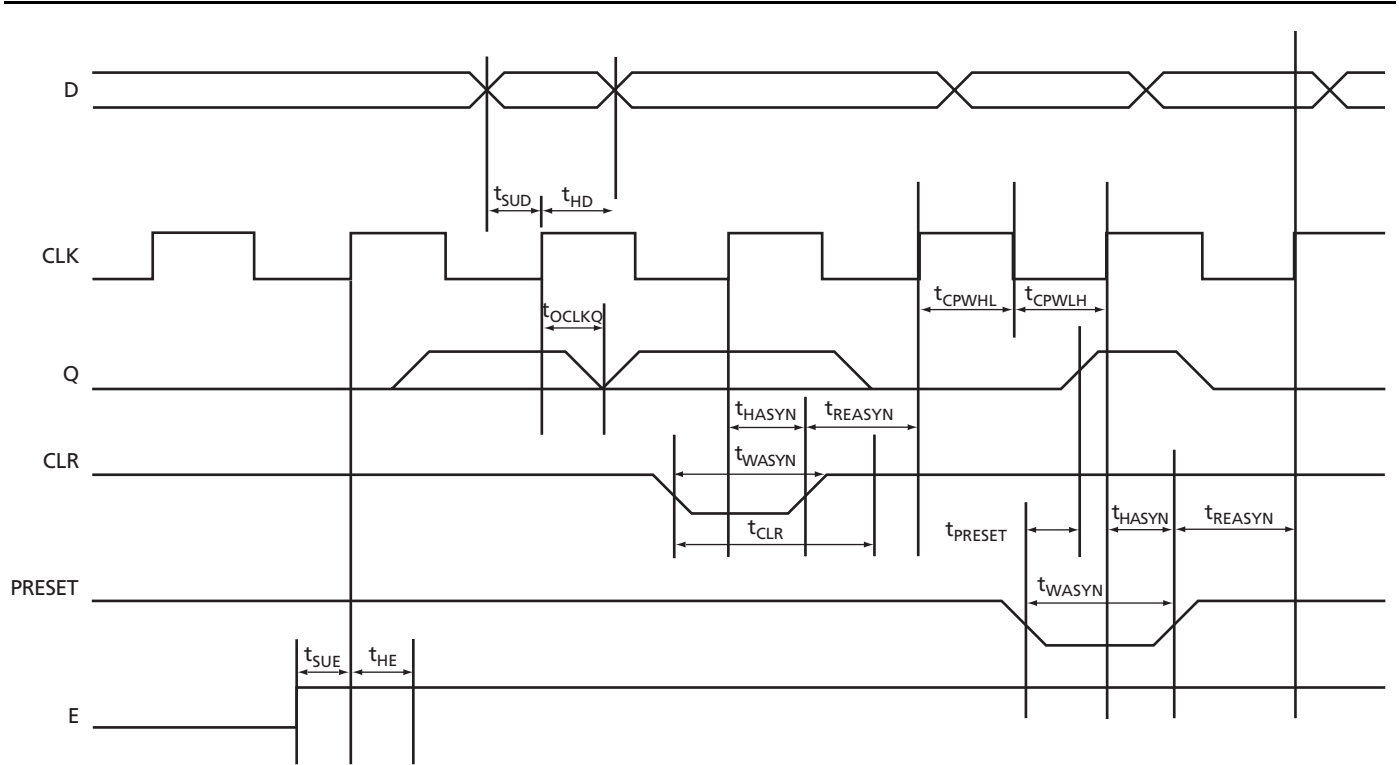 D
tSUD
tHD
CLK
tCPWHL
tCPWLH
tOCLKQ
Q
tHASYN
tREASYN
CLR
tWASYN
tCLR
tPRESET
tHASYN
tREASYN
PRESET
tWASYN
tSUE
tHE
E